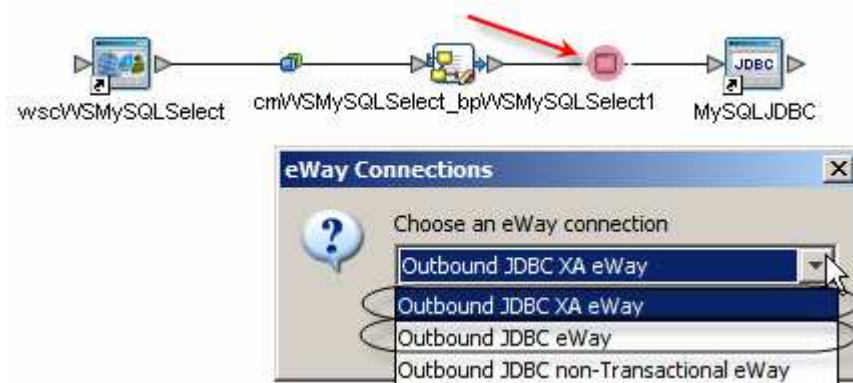 JDBC
wscWSMySQLSelect
cmWSMySQLSelect_bpWSMySQLSelect1
MySQLJDBC
eWay Connections
Choose an eWay connection
Outbound JDBC XA eWay
Outbound JDBC XA eWay
Outbound JDBC eWay
Outbound JDBC non-Transactional eWay